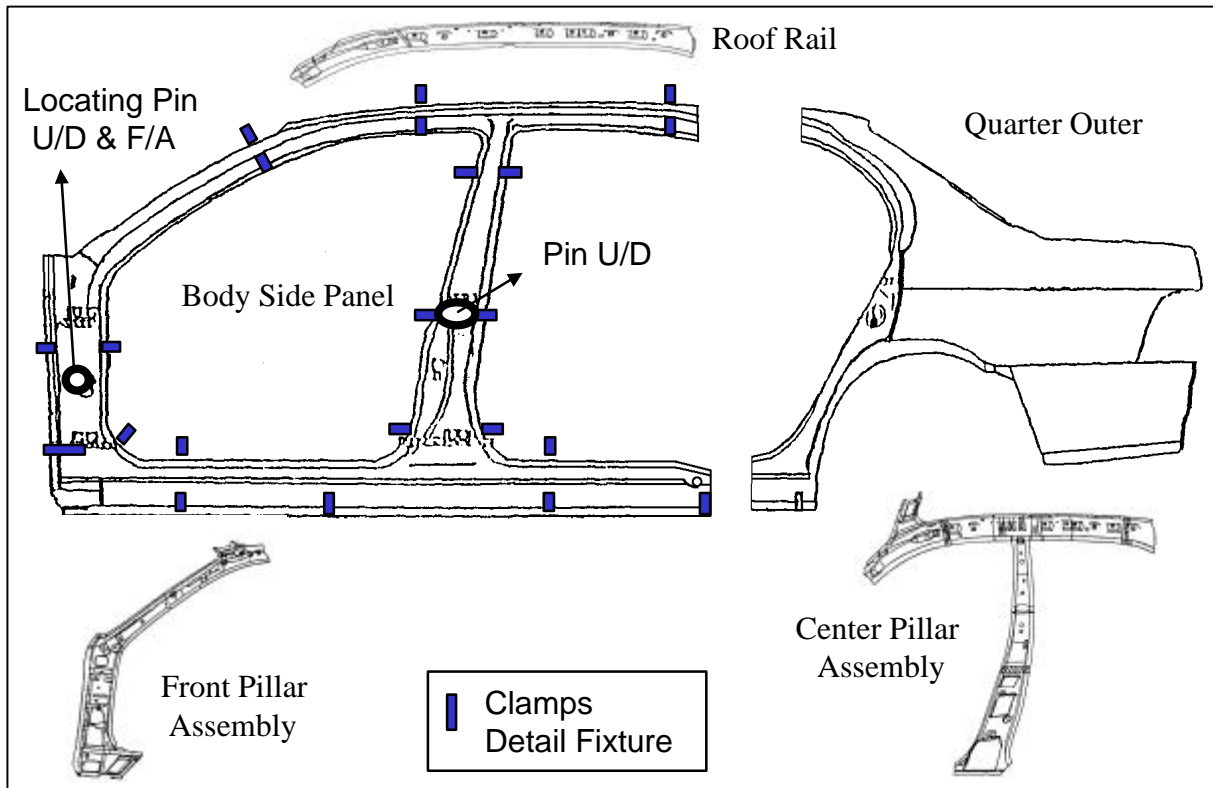 Roof Rail
Locating Pin
U/D & F/A
Quarter Outer
Pin U/D
Body Side Panel
Center Pillar
Assembly
Front Pillar
Assembly
Clamps
Detail Fixture